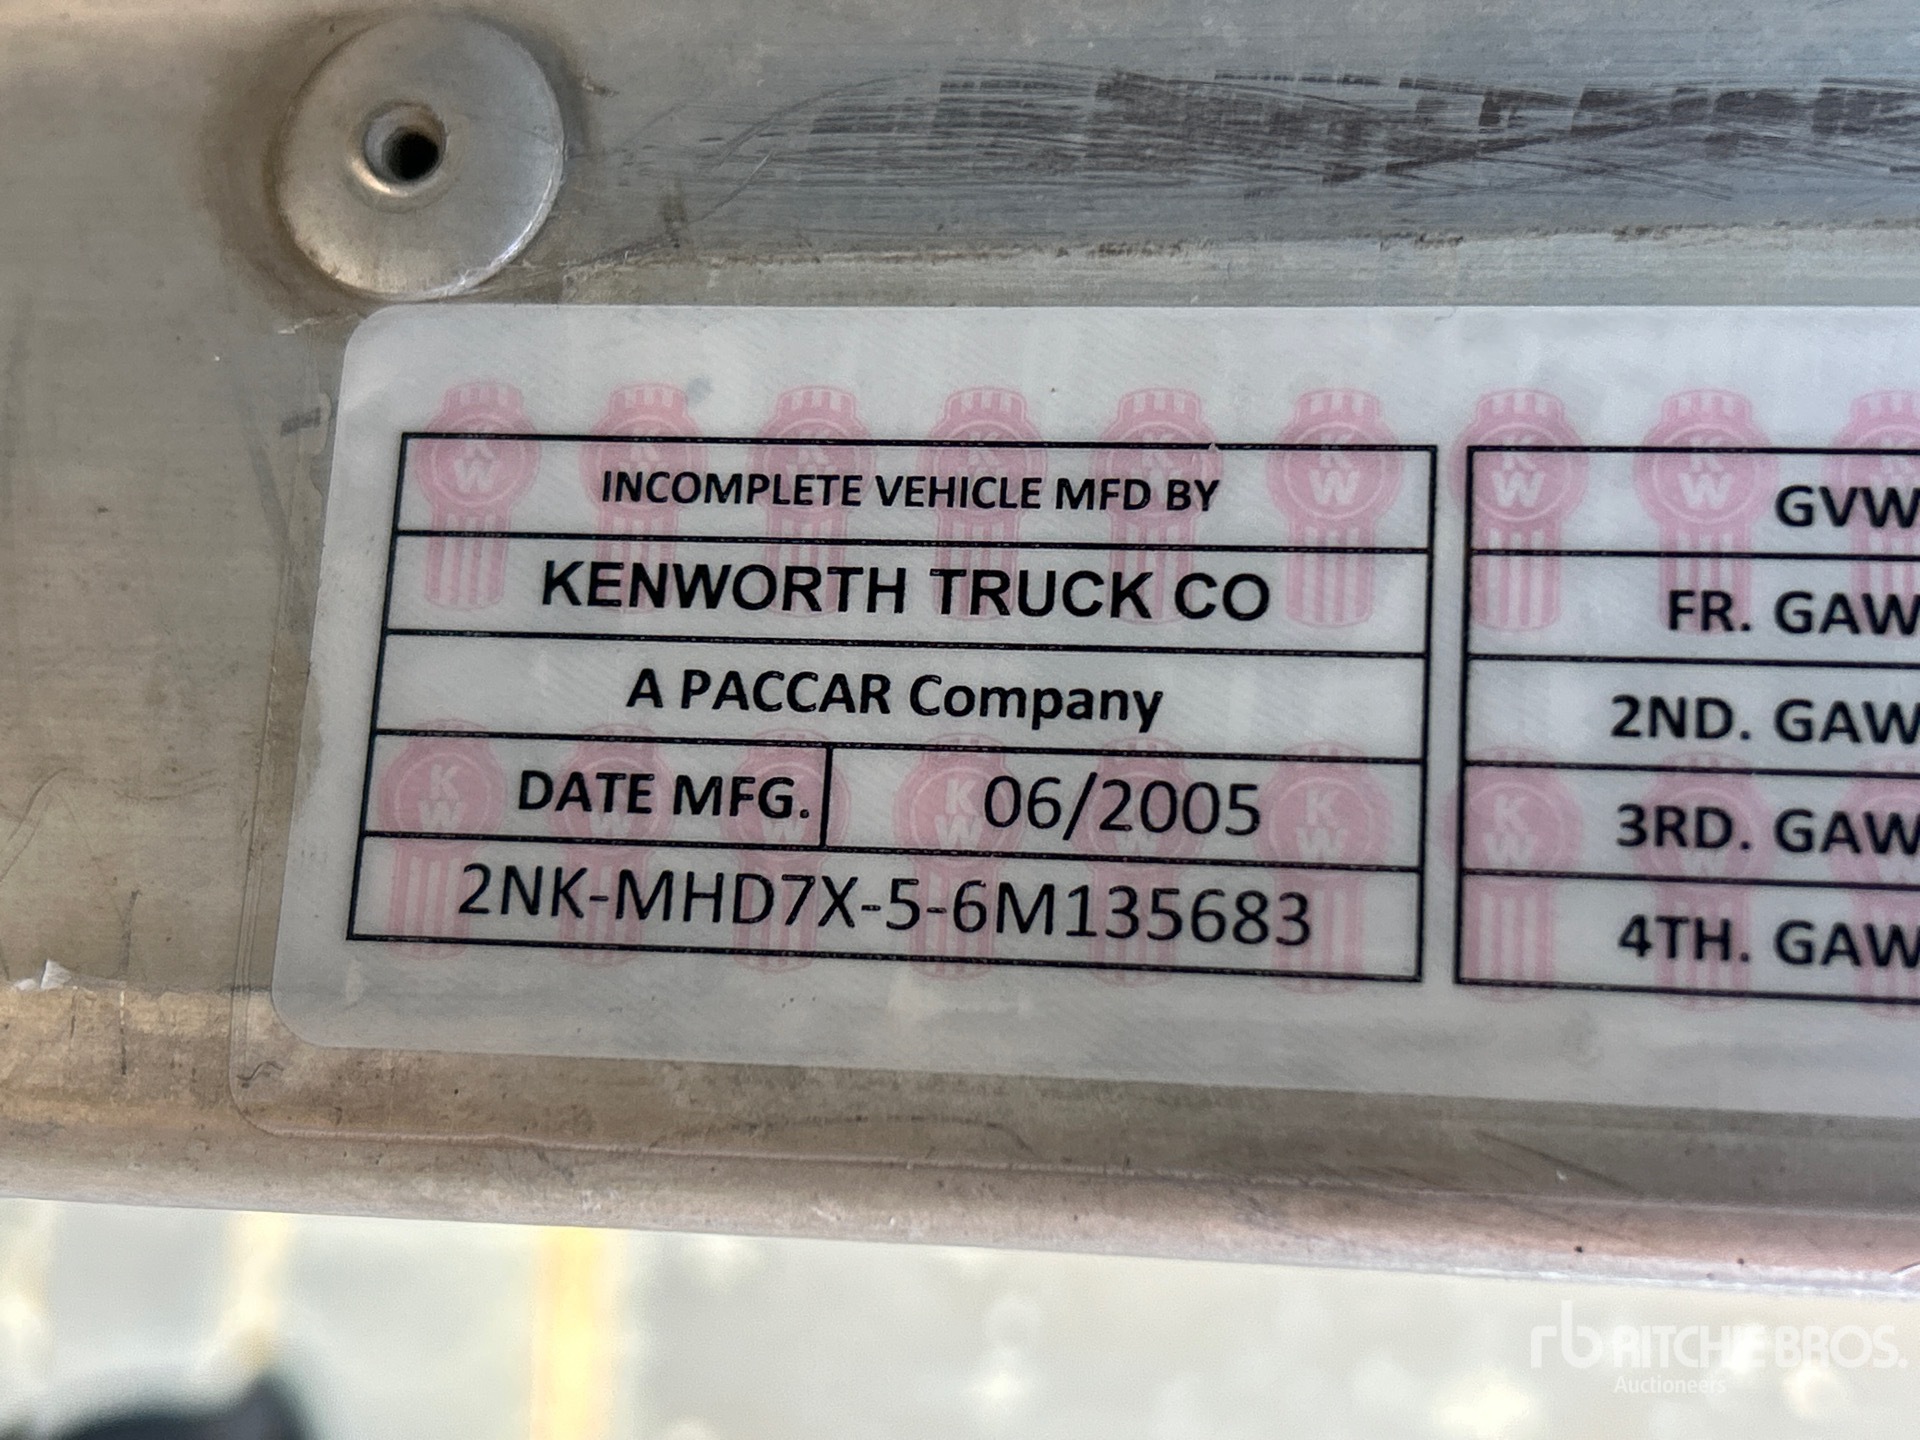 INCOMPLETE VEHICLE MFD BY
KENWORTH TRUCK CO
A PACCAR Company
DATE MFG. 06/2005
2NK-MHD7X-5-6M135683
GVW
FR. GAW
2ND. GAW
3RD. GAW
4TH. GAW
rb RITCHIE BROS.
Auctioneers